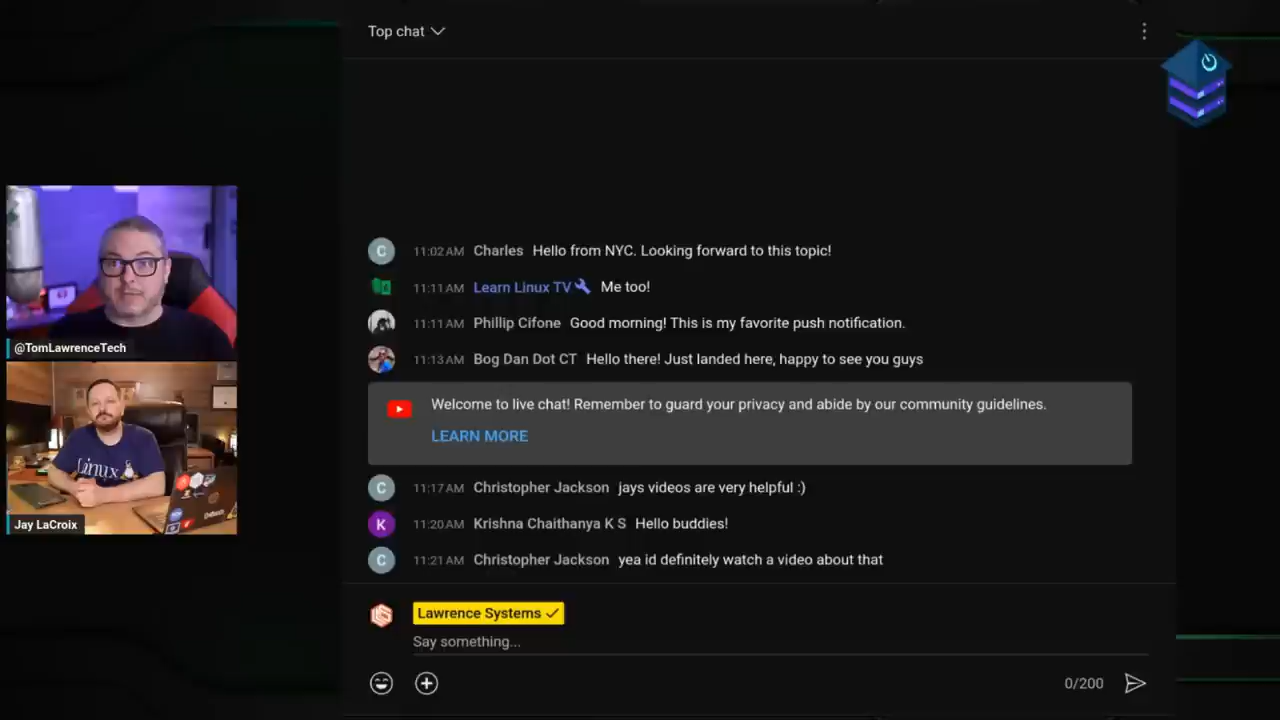 Top chat
11:02 AM Charles Hello from NYC. Looking forward to this topic!
11:11 AM Learn Linux TV Me too!
11:11 AM Phillip Cifone Good morning! This is my favorite push notification.
11:13 AM Bog Dan Dot CT Hello there! Just landed here, happy to see you guys
Welcome to live chat! Remember to guard your privacy and abide by our community guidelines.
LEARN MORE
C 11:17 AM Christopher Jackson jays videos are very helpful :)
K 11:20 AM Krishna Chaithanya K S Hello buddies!
C 11:21 AM Christopher Jackson yea id definitely watch a video about that
Lawrence Systems
Say something...
0/200
@TomLawrenceTech
Linux
Jay LaCroix